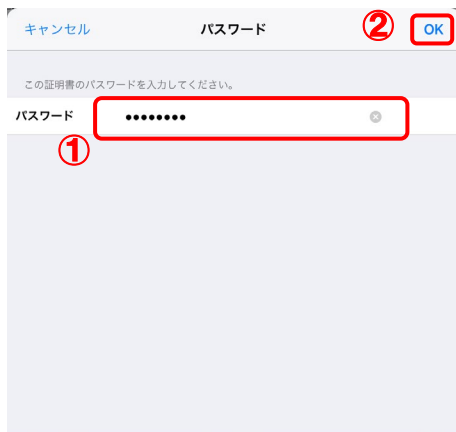 キャンセル パスワード ② OK
この証明書のパスワードを入力してください。
パスワード ••••••••
①